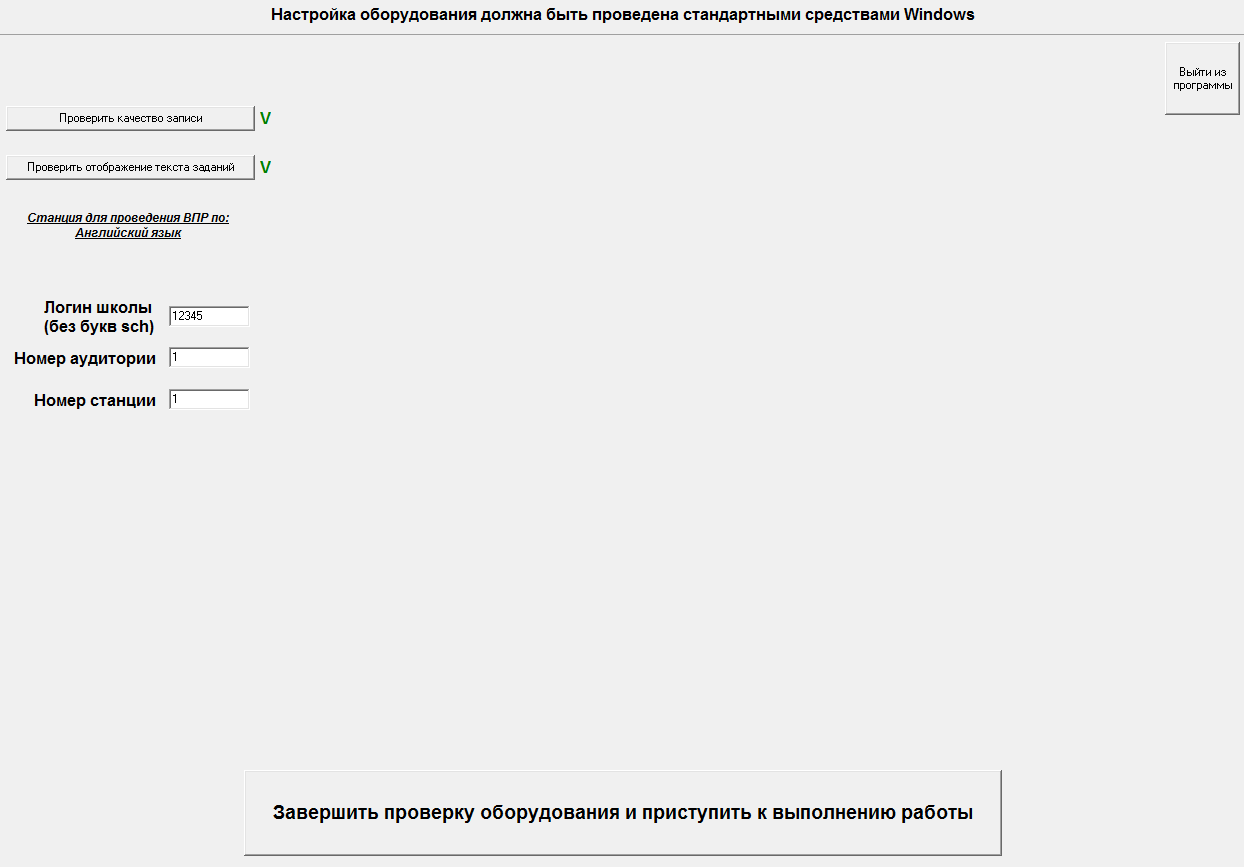 Настройка оборудования должна быть проведена стандартными средствами Windows
Выйти из
программы
Проверить качество записи V
Проверить отображение текста заданий V
Станция для проведения ВПР по:
Английский язык
Логин школы
(без букв sch) 12345
Номер аудитории 1
Номер станции 1
Завершить проверку оборудования и приступить к выполнению работы